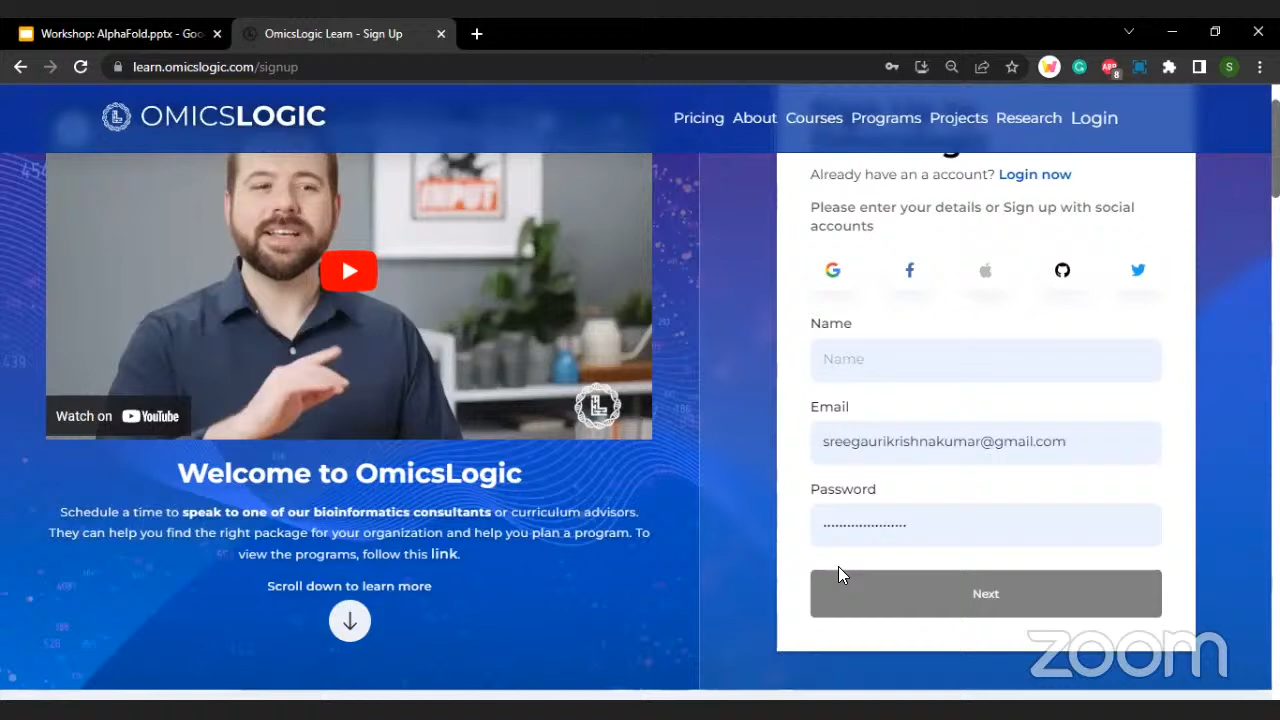 Workshop: AlphaFold.pptx - Goo
OmicsLogic Learn - Sign Up
learn.omicslogic.com/signup
8
S
OMICSLOGIC
Pricing About Courses Programs Projects Research Login
Already have an a account? Login now
Please enter your details or Sign up with social
accounts
INPUT
Name
Name
Email
sreegaurikrishnakumar@gmail.com
Password
Next
Watch on YouTube
Welcome to OmicsLogic
Schedule a time to speak to one of our bioinformatics consultants or curriculum advisors.
They can help you find the right package for your organization and help you plan a program. To
view the programs, follow this link.
Scroll down to learn more
zoom